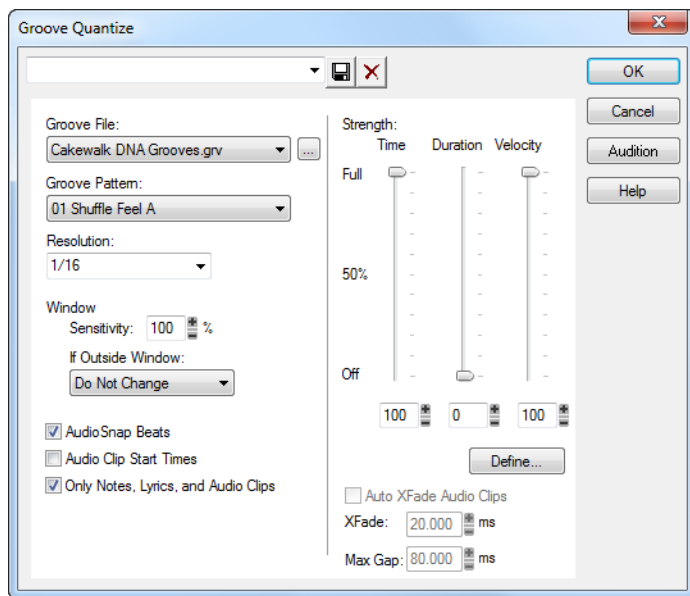 Groove Quantize
OK
Cancel
Audition
Help
Groove File:
Cakewalk DNA Grooves.grv
...
Groove Pattern:
01 Shuffle Feel A
Resolution:
1/16
Window
Sensitivity: 100 %
If Outside Window:
Do Not Change
AudioSnap Beats
Audio Clip Start Times
Only Notes, Lyrics, and Audio Clips
Strength:
Time Duration Velocity
Full
50%
Off
100 0 100
Define...
Auto XFade Audio Clips
XFade: 20.000 ms
Max Gap: 80.000 ms